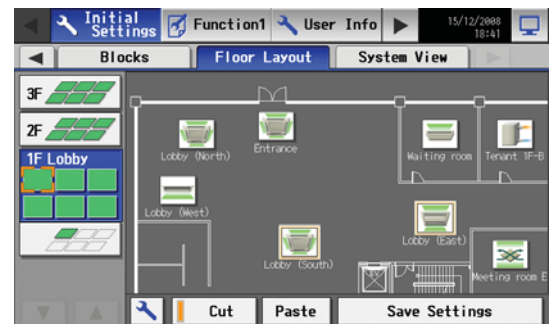 Initial Settings
Function1
User Info
15/12/2008
18:41
Blocks
Floor Layout
System View
3F
2F
1F Lobby
Lobby (North)
Entrance
Waiting room
Tenant 1F-B
Lobby (West)
Lobby (East)
Lobby (South)
Meeting room E
Cut
Paste
Save Settings